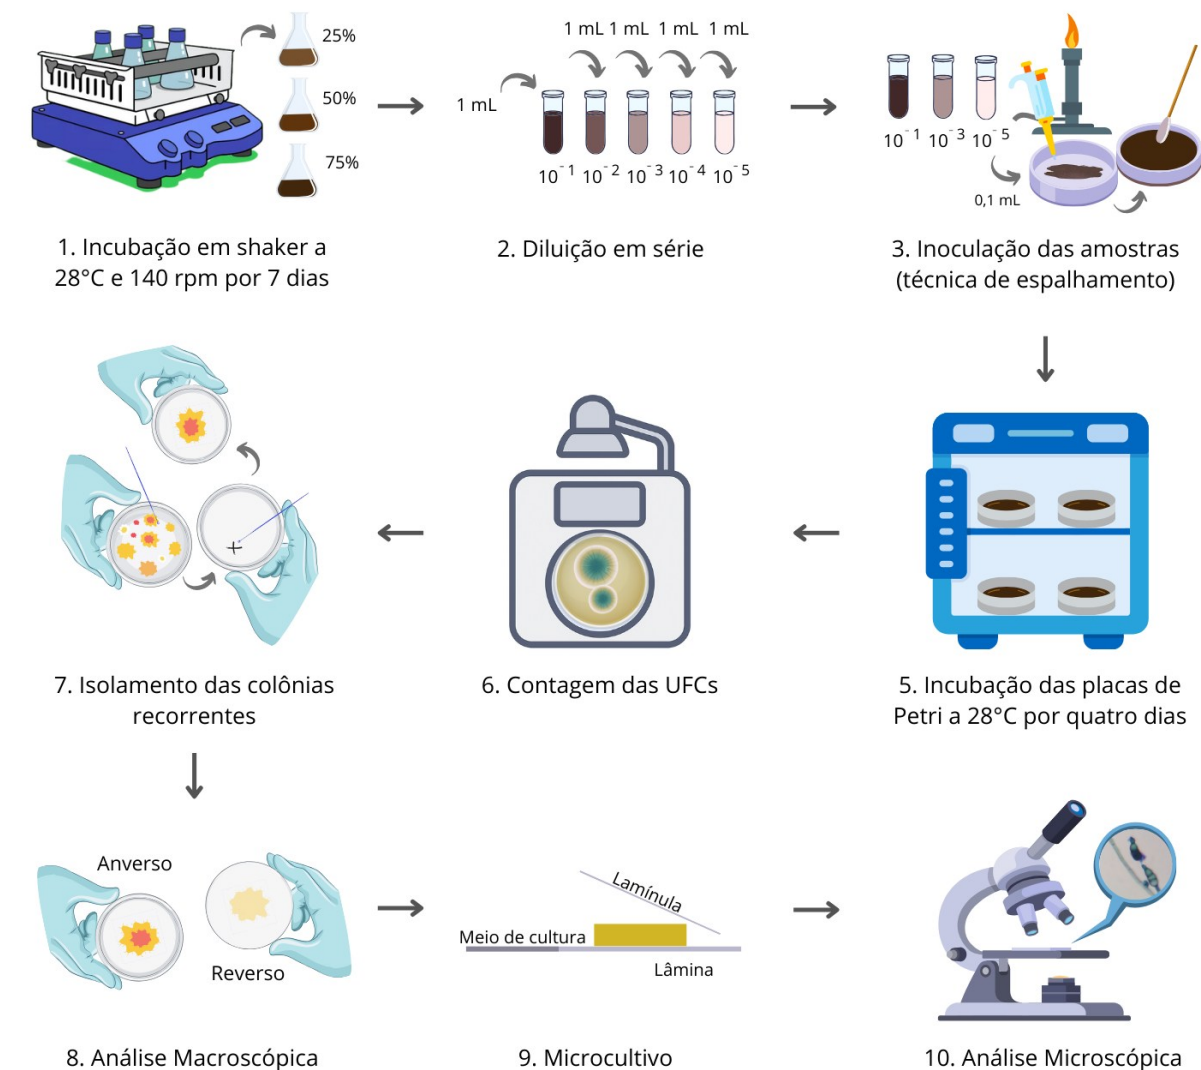 25%
50%
75%
1. Incubação em shaker a
28°C e 140 rpm por 7 dias
1 mL
1 mL 1 mL 1 mL 1 mL
10⁻¹ 10⁻² 10⁻³ 10⁻⁴ 10⁻⁵
2. Diluição em série
10⁻¹ 10⁻³ 10⁻⁵
0,1 mL
3. Inoculação das amostras
(técnica de espalhamento)
7. Isolamento das colônias
recorrentes
6. Contagem das UFCs
5. Incubação das placas de
Petri a 28°C por quatro dias
Anverso
Reverso
8. Análise Macroscópica
Lamínula
Meio de cultura
Lâmina
9. Microcultivo
10. Análise Microscópica